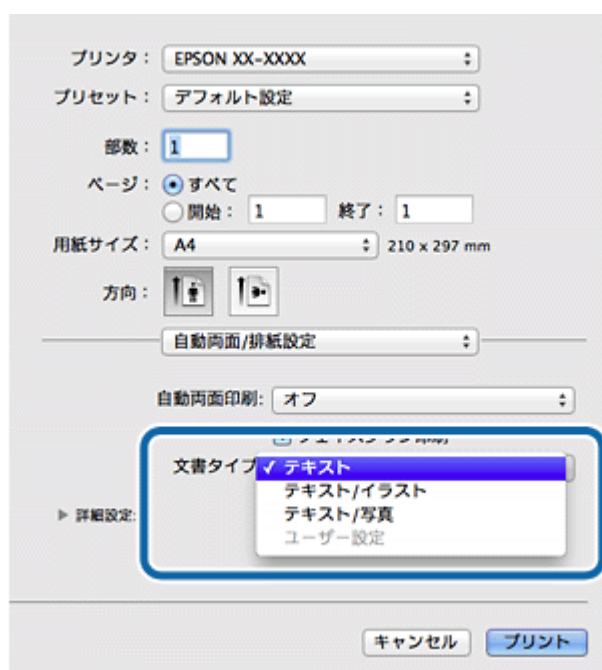 プリンタ： EPSON XX-XXXX
プリセット： デフォルト設定
部数： 1
ページ： すべて
開始： 1 終了： 1
用紙サイズ： A4 210 x 297 mm
方向：
自動両面/排紙設定
自動両面印刷: オフ
文書タイプ ✓ テキスト
テキスト/イラスト
テキスト/写真
▶ 詳細設定:
ユーザー設定
キャンセル プリント